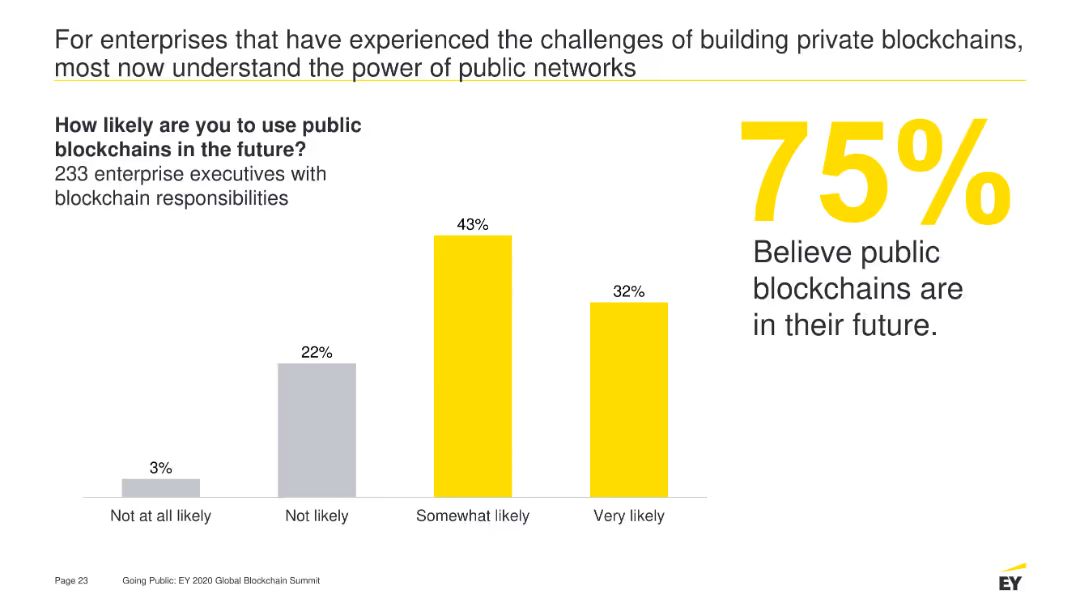 For enterprises that have experienced the challenges of building private blockchains,
most now understand the power of public networks
How likely are you to use public
blockchains in the future?
233 enterprise executives with
blockchain responsibilities
75%
Believe public
blockchains are
in their future.
43%
32%
22%
3%
Not at all likely
Not likely
Somewhat likely
Very likely
Page 23
Going Public: EY 2020 Global Blockchain Summit
EY